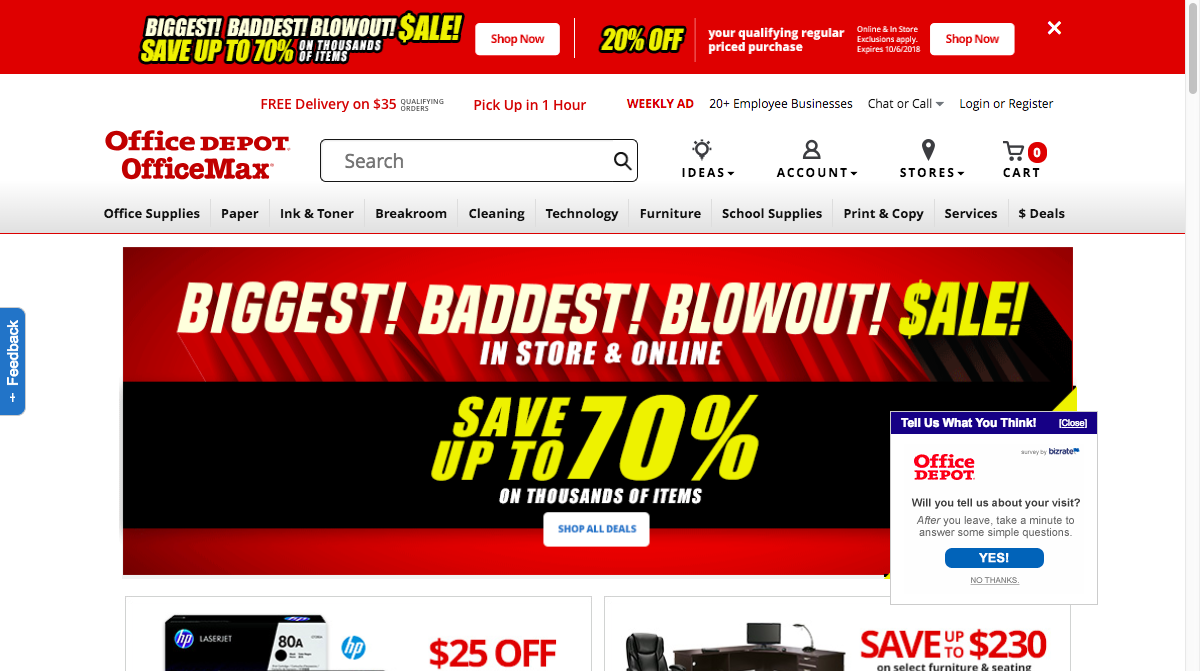 BIGGEST! BADDEST! BLOWOUT! $ALE!
SAVE UP TO 70% ON THOUSANDS OF ITEMS
Shop Now
20% OFF
your qualifying regular
priced purchase
Online & In Store
Exclusions apply.
Expires 10/6/2018
Shop Now
FREE Delivery on $35 QUALIFYING ORDERS
Pick Up in 1 Hour
WEEKLY AD
20+ Employee Businesses
Chat or Call
Login or Register
Office DEPOT
OfficeMax
Search
IDEAS
ACCOUNT
STORES
0
CART
Office Supplies
Paper
Ink & Toner
Breakroom
Cleaning
Technology
Furniture
School Supplies
Print & Copy
Services
$ Deals
BIGGEST! BADDEST! BLOWOUT! $ALE!
IN STORE & ONLINE
SAVE
UP TO 70%
ON THOUSANDS OF ITEMS
SHOP ALL DEALS
+ Feedback
Tell Us What You Think!
[Close]
survey by bizrate
Office
DEPOT
Will you tell us about your visit?
After you leave, take a minute to
answer some simple questions.
YES!
NO THANKS.
hp LASERJET
80A
hp
$25 OFF
SAVE UP TO $230
on select furniture & seating